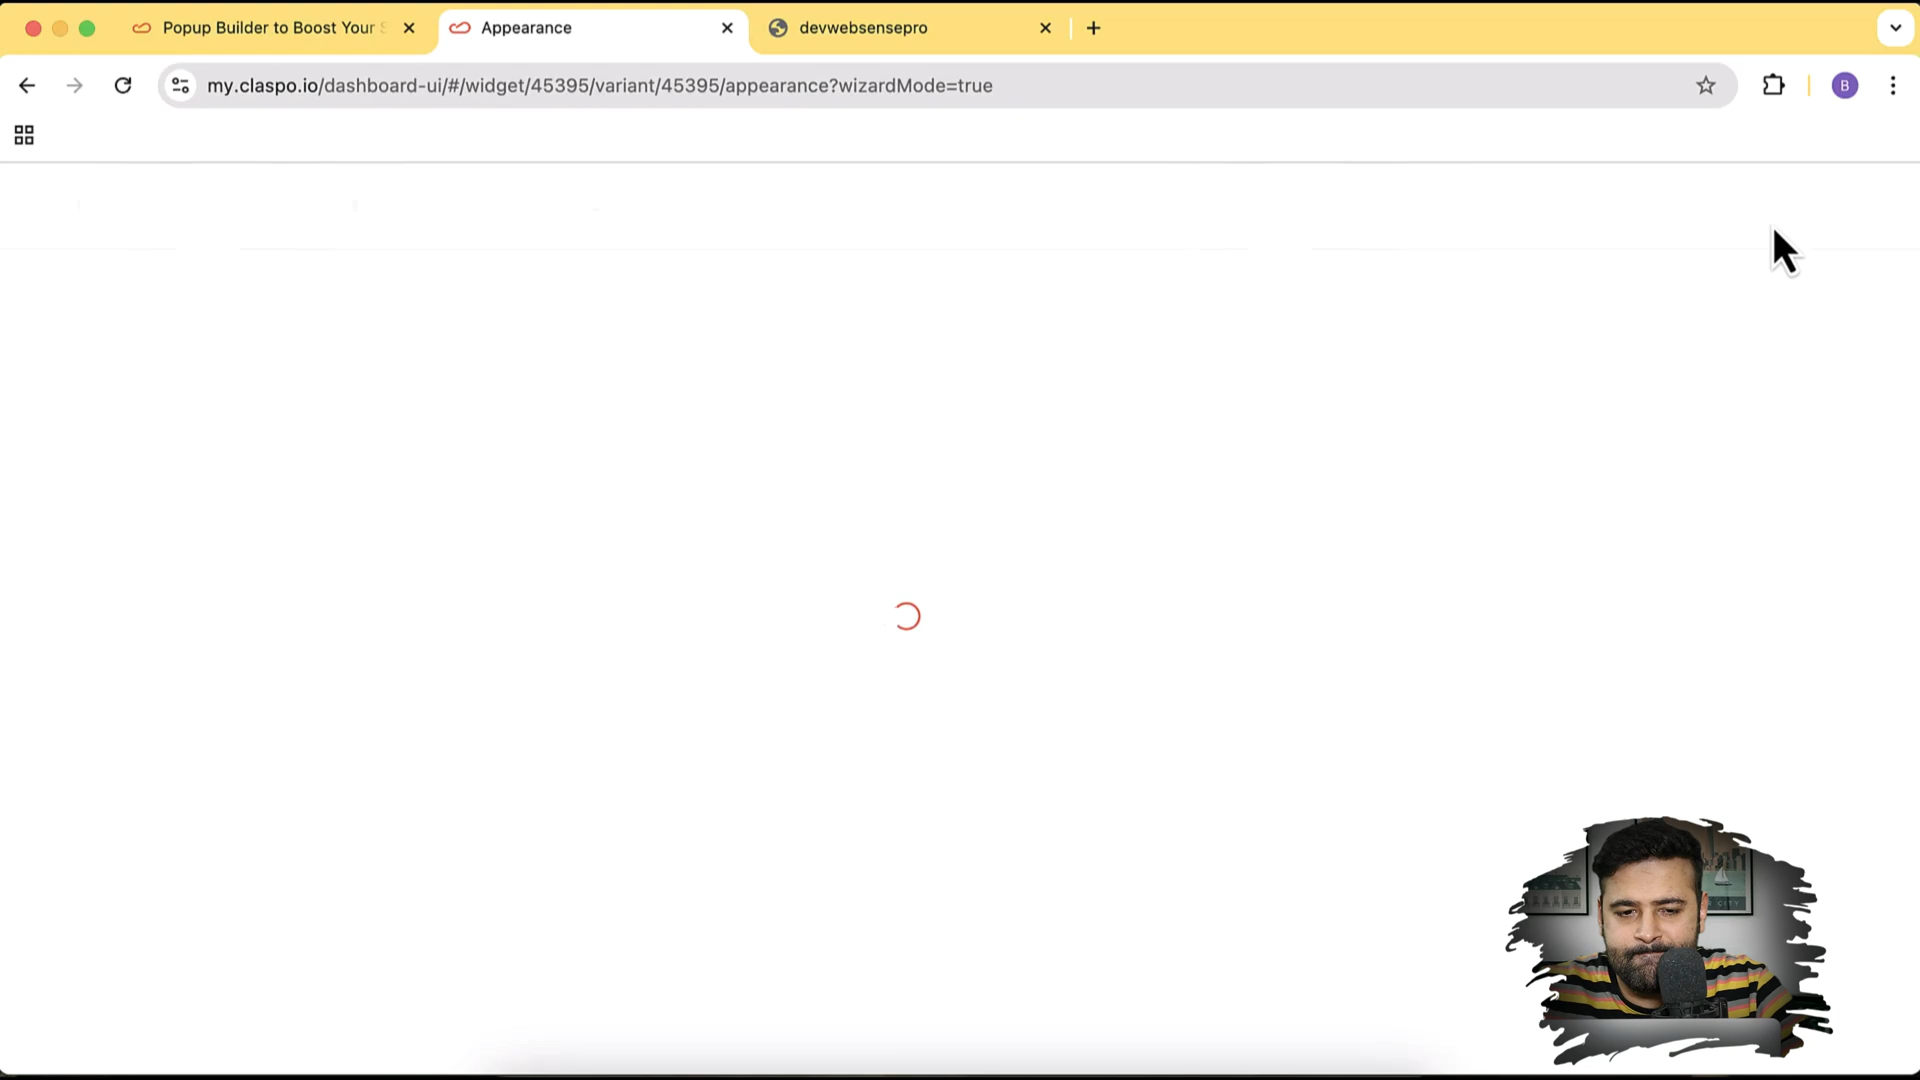 Popup Builder to Boost Your S
Appearance
devwebsensepro
my.claspo.io/dashboard-ui/#/widget/45395/variant/45395/appearance?wizardMode=true
B